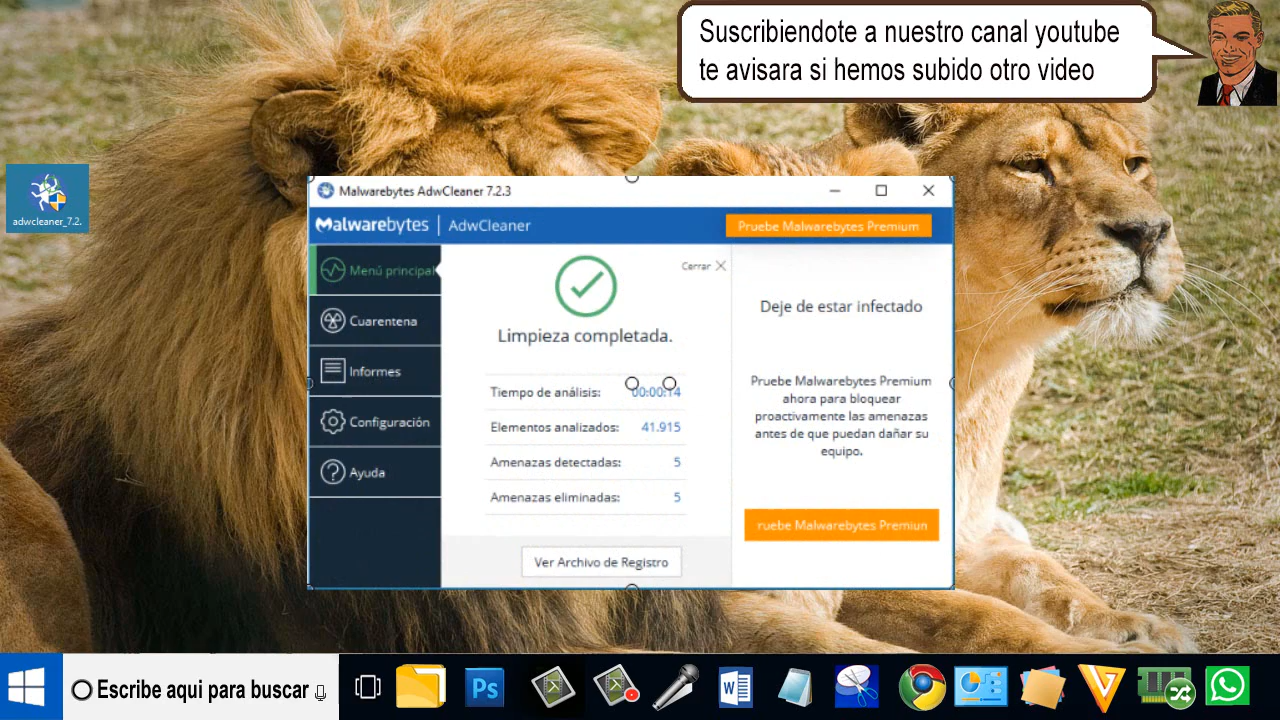 Suscribiendote a nuestro canal youtube
te avisara si hemos subido otro video
adwcleaner_7.2.
Malwarebytes AdwCleaner 7.2.3
Malwarebytes | AdwCleaner
Pruebe Malwarebytes Premium
Menú principal
Cuarentena
Informes
Configuración
Ayuda
Cerrar
Limpieza completada.
Tiempo de análisis: 00:00:14
Elementos analizados: 41.915
Amenazas detectadas: 5
Amenazas eliminadas: 5
Ver Archivo de Registro
Deje de estar infectado
Pruebe Malwarebytes Premium
ahora para bloquear
proactivamente las amenazas
antes de que puedan dañar su
equipo.
ruebe Malwarebytes Premiun
Escribe aqui para buscar
Ps
W